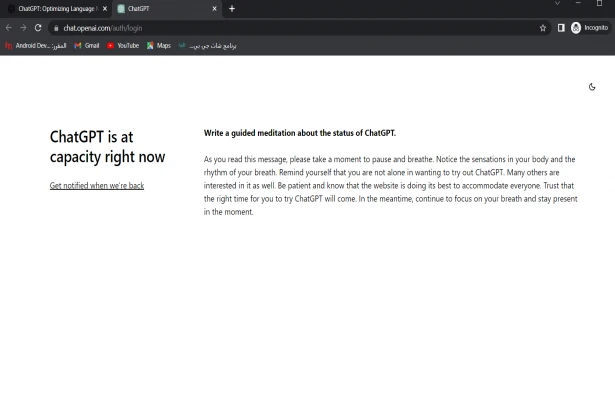 ChatGPT: Optimizing Language M
ChatGPT
chat.openai.com/auth/login
Incognito
Android Dev... :المقرر
Gmail
YouTube
Maps
برنامج شات جي بي...
ChatGPT is at
capacity right now
Get notified when we're back
Write a guided meditation about the status of ChatGPT.
As you read this message, please take a moment to pause and breathe. Notice the sensations in your body and the
rhythm of your breath. Remind yourself that you are not alone in wanting to try out ChatGPT. Many others are
interested in it as well. Be patient and know that the website is doing its best to accommodate everyone. Trust that
the right time for you to try ChatGPT will come. In the meantime, continue to focus on your breath and stay present
in the moment.